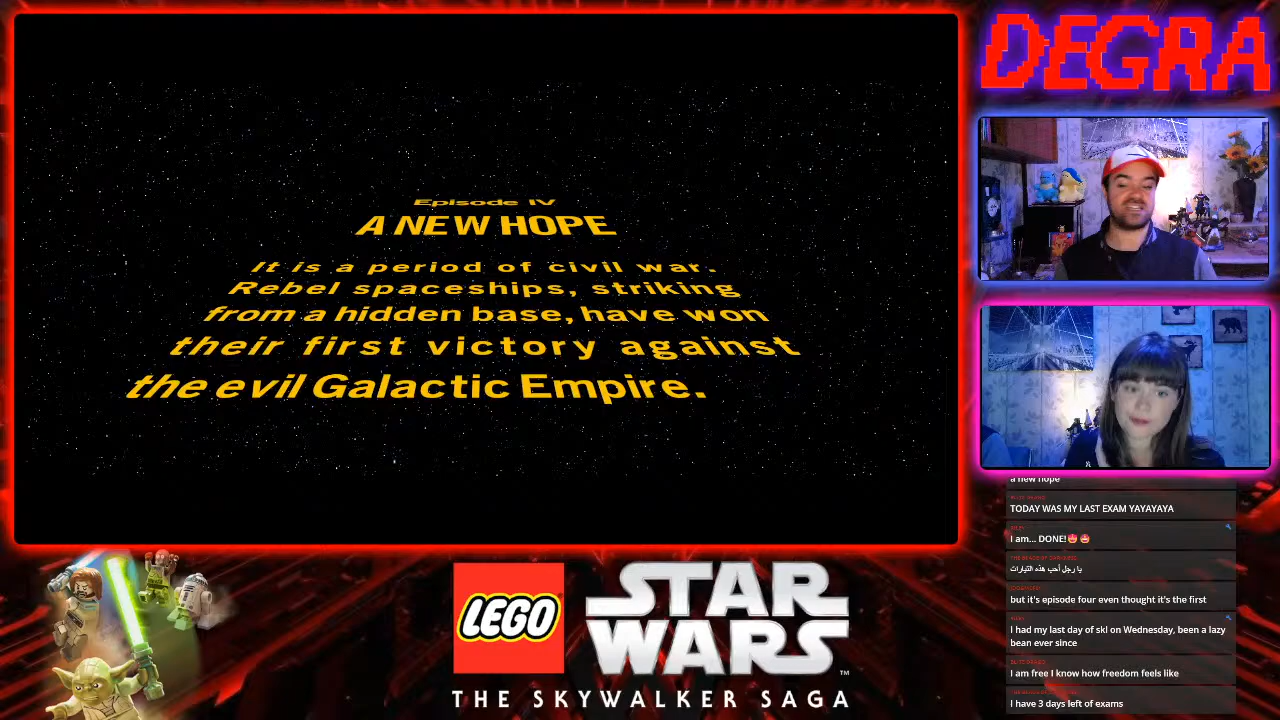 DEGRA
Episode IV
A NEW HOPE
It is a period of civil war.
Rebel spaceships, striking
from a hidden base, have won
their first victory against
the evil Galactic Empire.
a new hope
TODAY WAS MY LAST EXAM YAYAYAYA
I am... DONE!🥰 🤩
يا رجل أحب هذه التيارات
but it's episode four even thought it's the first
I had my last day of skl on Wednesday, been a lazy
bean ever since
I am free I know how freedom feels like
I have 3 days left of exams
LEGO
STAR
WARS™
THE SKYWALKER SAGA